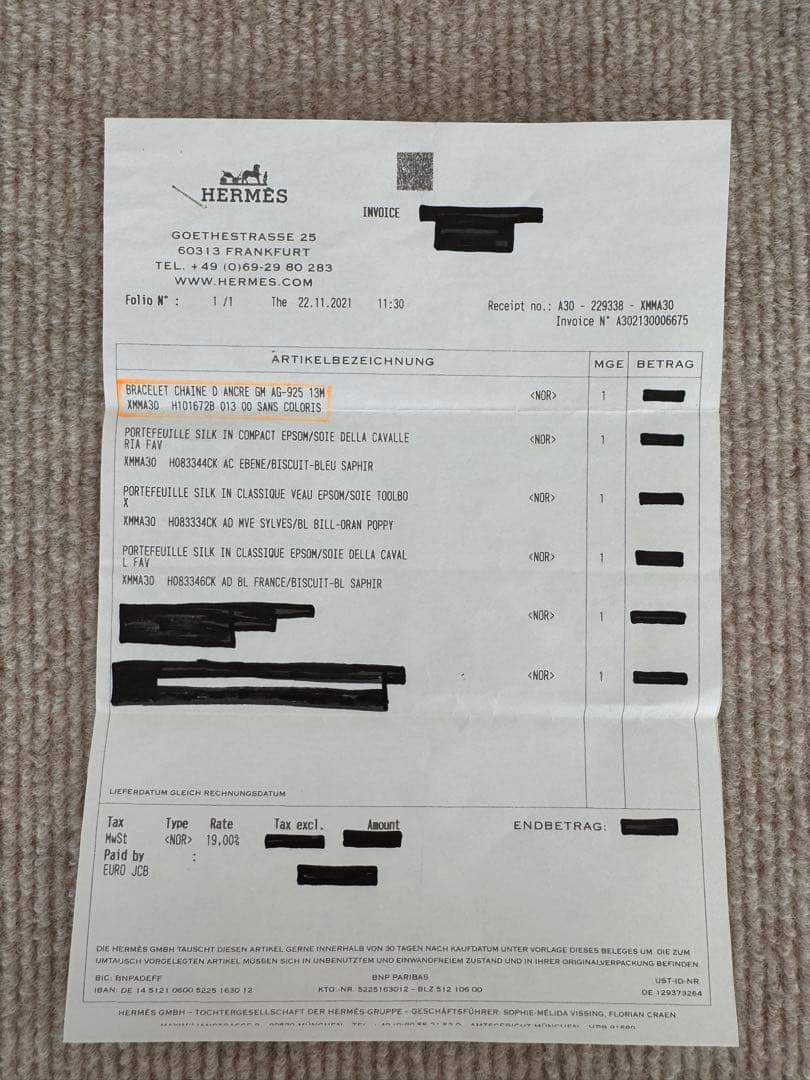 HERMÈS
GOETHESTRASSE 25
60313 FRANKFURT
TEL. +49 (0)69-29 80 283
WWW.HERMES.COM
INVOICE
Folio N° : 1 /1 The 22.11.2021 11:30
Receipt no.: A30 - 229338 - XMMA30
Invoice N° A302130006675
ARTIKELBEZEICHNUNG MGE BETRAG
BRACELET CHAINE D ANCRE GM AG-925 13M <NOR> 1
XMMA30 H101672B 013 00 SANS COLORIS
PORTEFEUILLE SILK IN COMPACT EPSOM/SOIE DELLA CAVALLE <NOR> 1
RIA FAV
XMMA30 H083344CK AC EBENE/BISCUIT-BLEU SAPHIR
PORTEFEUILLE SILK IN CLASSIQUE VEAU EPSOM/SOIE TOOLBO <NOR> 1
X
XMMA30 H083334CK AD MVE SYLVES/BL BILL-ORAN POPPY
PORTEFEUILLE SILK IN CLASSIQUE EPSOM/SOIE DELLA CAVAL <NOR> 1
L FAV
XMMA30 H083346CK AD BL FRANCE/BISCUIT-BL SAPHIR
<NOR> 1
<NOR> 1
LIEFERDATUM GLEICH RECHNUNGSDATUM
Tax Type Rate Tax excl. Amount
MwSt <NOR> 19,00%
ENDBETRAG:
Paid by :
EURO JCB
DIE HERMÈS GMBH TAUSCHT DIESEN ARTIKEL GERNE INNERHALB VON 30 TAGEN NACH KAUFDATUM UNTER VORLAGE DIESES BELEGES UM. DIE ZUM
UMTAUSCH VORGELEGTEN ARTIKEL MÜSSEN SICH IN UNBENUTZTEM UND EINWANDFREIEM ZUSTAND UND IN IHRER ORIGINALVERPACKUNG BEFINDEN.
BIC: BNPADEFF BNP PARIBAS UST-ID-NR.
IBAN: DE 14 5121 0600 5225 1630 12 KTO.-NR. 5225163012 - BLZ 512 106 00 DE 129373264
HERMÈS GMBH - TOCHTERGESELLSCHAFT DER HERMÈS-GRUPPE - GESCHÄFTSFÜHRER: SOPHIE-MÉLIDA VISSING, FLORIAN CRAEN